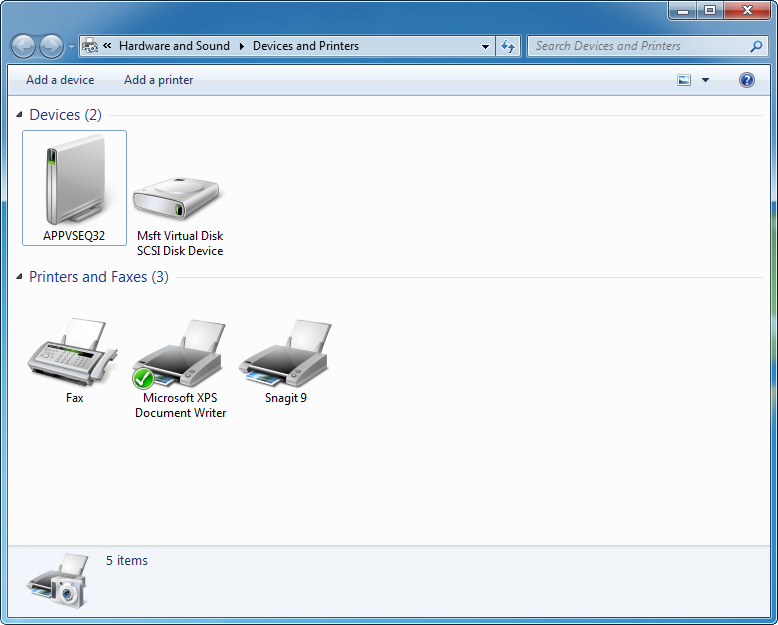 « Hardware and Sound ▸ Devices and Printers
Search Devices and Printers
Add a device Add a printer
Devices (2)
APPVSEQ32
Msft Virtual Disk
SCSI Disk Device
Printers and Faxes (3)
Fax
Microsoft XPS
Document Writer
Snagit 9
5 items